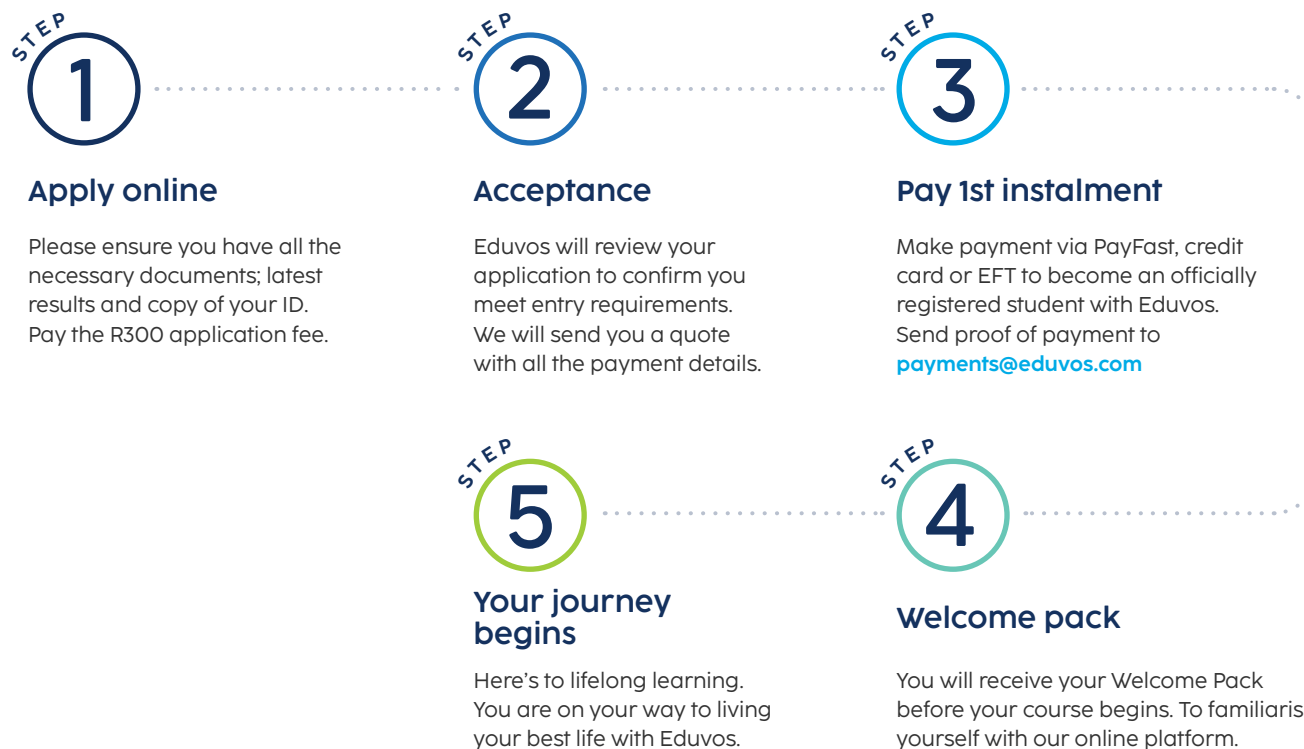 STEP
1
Apply online
Please ensure you have all the
necessary documents; latest
results and copy of your ID.
Pay the R300 application fee.
STEP
2
Acceptance
Eduvos will review your
application to confirm you
meet entry requirements.
We will send you a quote
with all the payment details.
STEP
3
Pay 1st instalment
Make payment via PayFast, credit
card or EFT to become an officially
registered student with Eduvos.
Send proof of payment to
payments@eduvos.com
STEP
4
Welcome pack
You will receive your Welcome Pack
before your course begins. To familiaris
yourself with our online platform.
STEP
5
Your journey
begins
Here's to lifelong learning.
You are on your way to living
your best life with Eduvos.